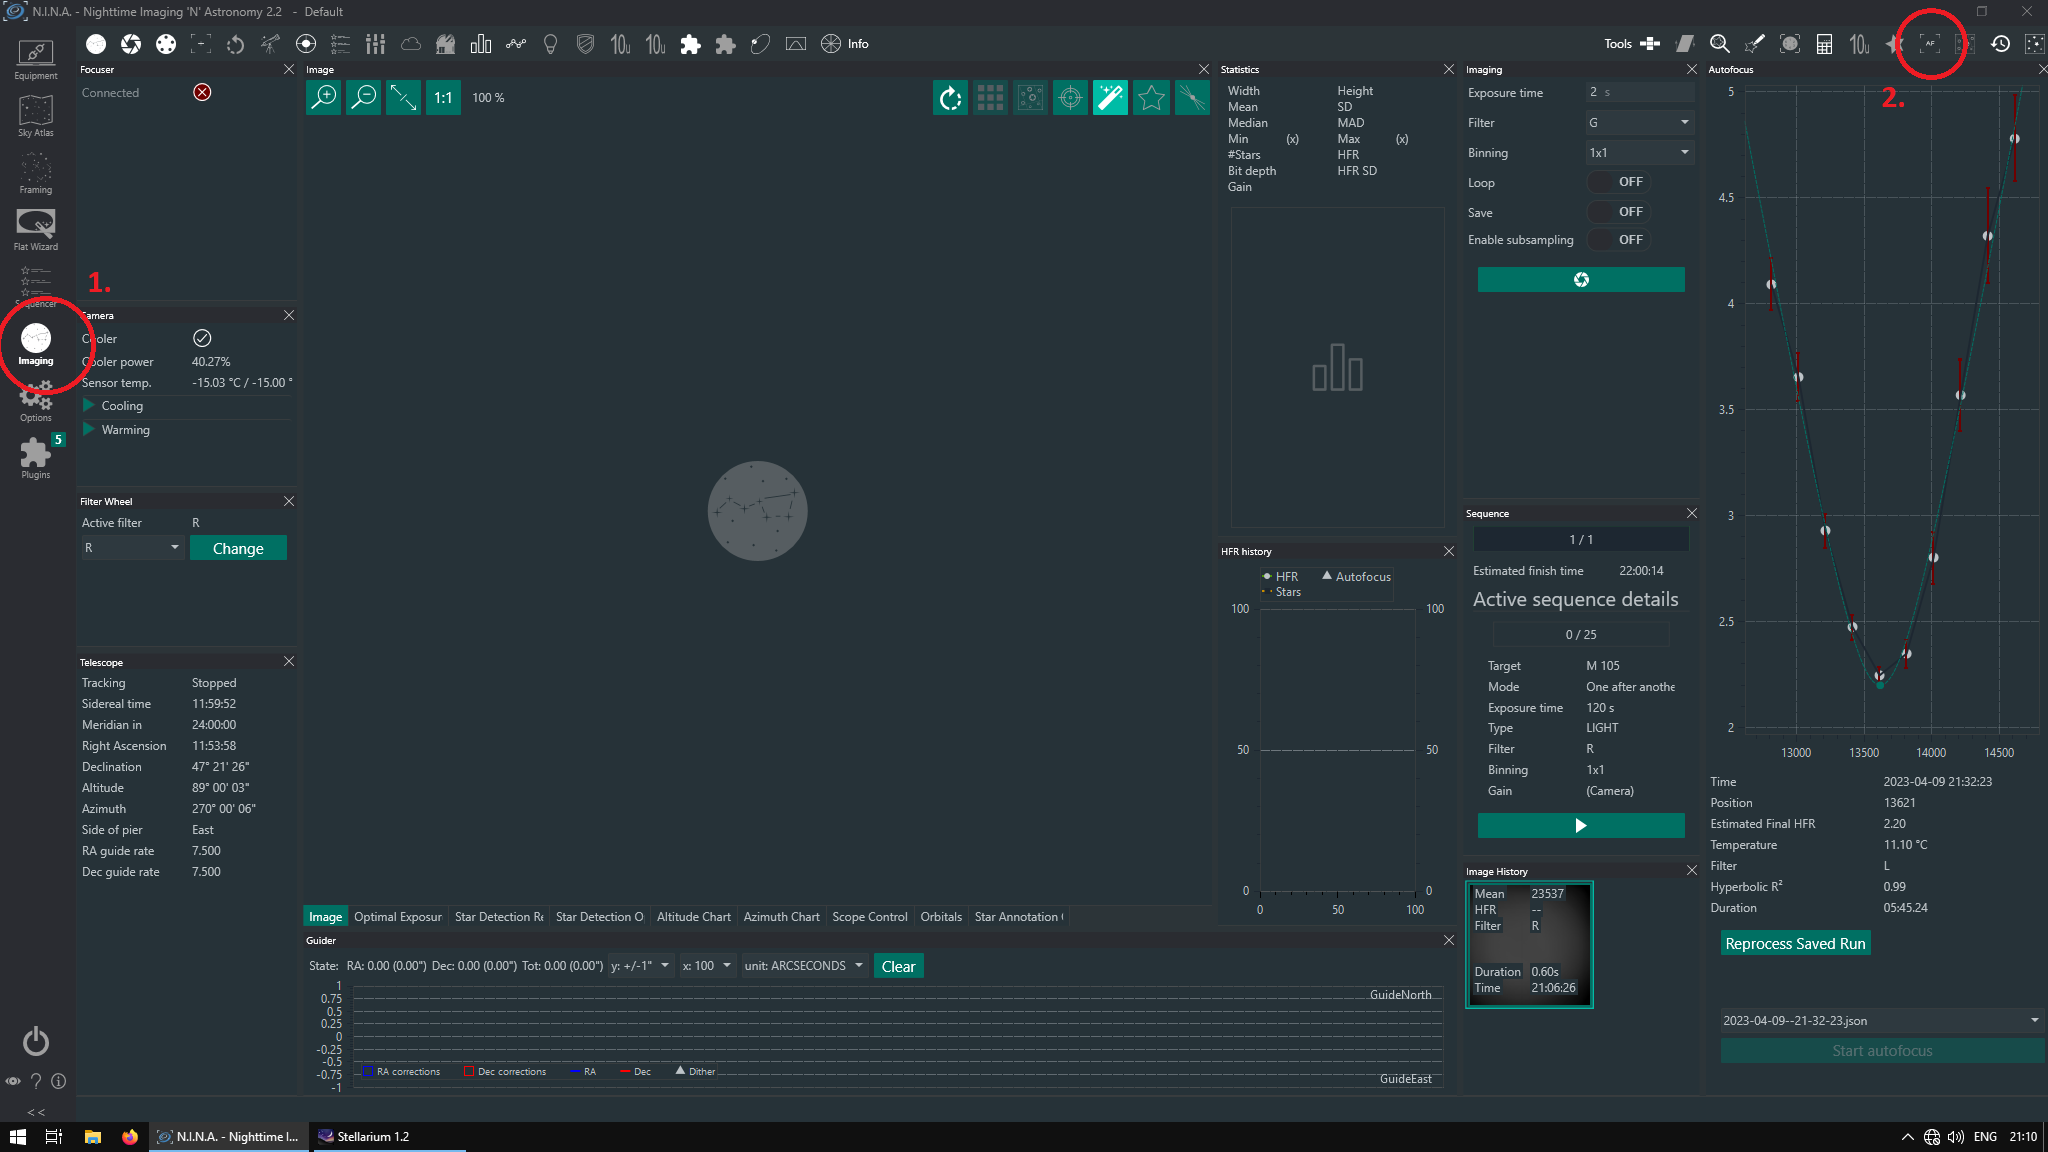 N.I.N.A. - Nighttime Imaging 'N' Astronomy 2.2 - Default
Equipment
Sky Atlas
Framing
Flat Wizard
Sequencer
Imaging
Options
5
Plugins
1.
2.
Info
Tools
10u
10u
10u
AF
Focuser
Connected
Camera
Cooler
Cooler power 40.27%
Sensor temp. -15.03 °C / -15.00 °
Cooling
Warming
Filter Wheel
Active filter R
R Change
Telescope
Tracking Stopped
Sidereal time 11:59:52
Meridian in 24:00:00
Right Ascension 11:53:58
Declination 47° 21' 26"
Altitude 89° 00' 03"
Azimuth 270° 00' 06"
Side of pier East
RA guide rate 7.500
Dec guide rate 7.500
Image
1:1 100 %
Image Optimal Exposur Star Detection Re Star Detection O Altitude Chart Azimuth Chart Scope Control Orbitals Star Annotation
Guider
State: RA: 0.00 (0.00") Dec: 0.00 (0.00") Tot: 0.00 (0.00") y: +/-1" x: 100 unit: ARCSECONDS Clear
1
0.75
0.5
0.25
0
-0.25
-0.5
-0.75
-1
GuideNorth
GuideEast
RA corrections Dec corrections RA Dec Dither
Statistics
Width Height
Mean SD
Median MAD
Min (x) Max (x)
#Stars HFR
Bit depth HFR SD
Gain
HFR history
HFR Autofocus
Stars
100 100
50 50
0 0
0 50 100
Imaging
Exposure time 2 s
Filter G
Binning 1x1
Loop OFF
Save OFF
Enable subsampling OFF
Sequence
1 / 1
Estimated finish time 22:00:14
Active sequence details
0 / 25
Target M 105
Mode One after anothe
Exposure time 120 s
Type LIGHT
Filter R
Binning 1x1
Gain (Camera)
Image History
Mean 23537
HFR --
Filter R
Duration 0.60s
Time 21:06:26
Autofocus
5
4.5
4
3.5
3
2.5
2
13000 13500 14000 14500
Time 2023-04-09 21:32:23
Position 13621
Estimated Final HFR 2.20
Temperature 11.10 °C
Filter L
Hyperbolic R² 0.99
Duration 05:45.24
Reprocess Saved Run
2023-04-09--21-32-23.json
Start autofocus
<<
N.I.N.A. - Nighttime I...
Stellarium 1.2
ENG 21:10